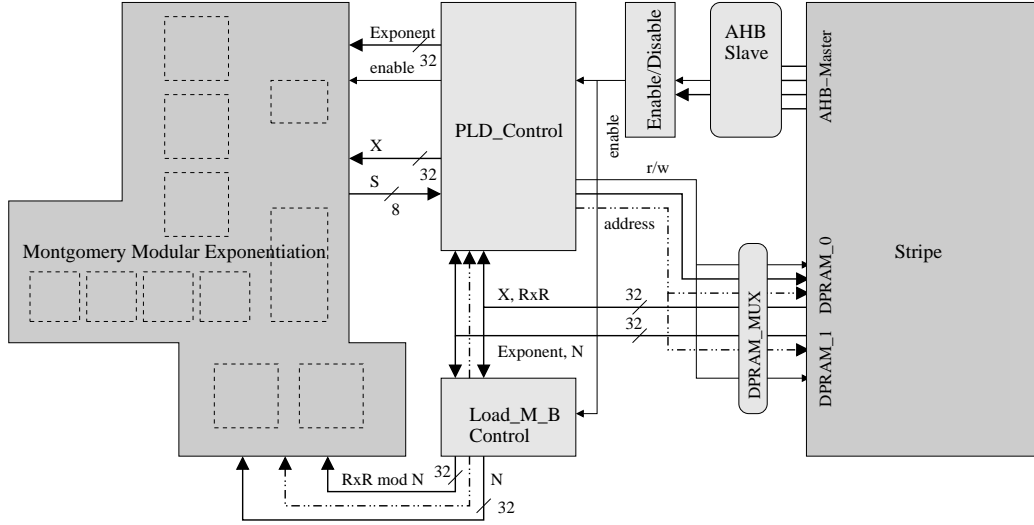 Exponent
32
enable
X
32
S
8
Montgomery Modular Exponentiation
PLD_Control
Enable/Disable
AHB
Slave
AHB-Master
enable
r/w
address
DPRAM_MUX
DPRAM_0
DPRAM_1
Stripe
X, RxR
32
32
Exponent, N
Load_M_B
Control
RxR mod N
32
N
32